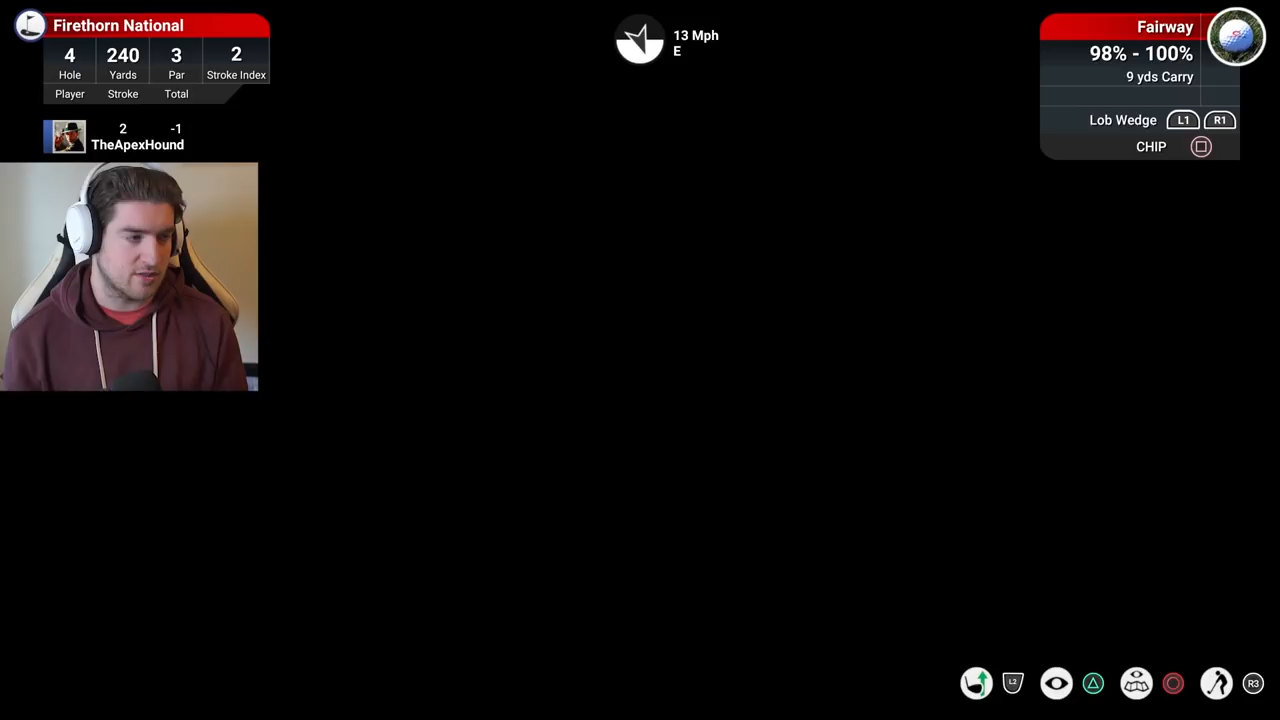 Firethorn National
4 240 3 2
Hole Yards Par Stroke Index
Player Stroke Total
2 -1
TheApexHound
13 Mph
E
Fairway
98% - 100%
9 yds Carry
Lob Wedge L1 R1
CHIP
L2 R3